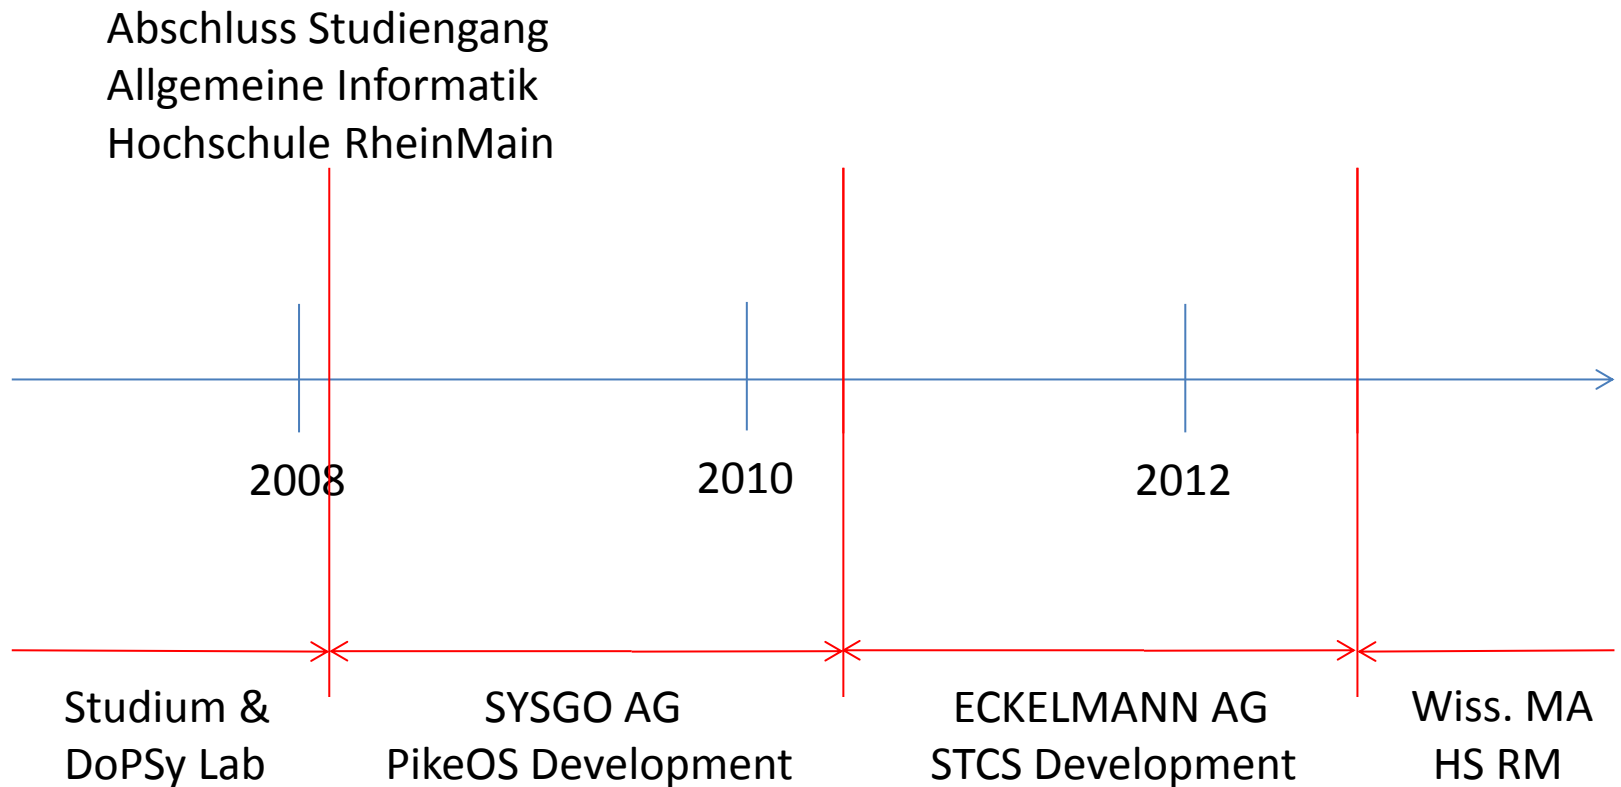 Abschluss Studiengang
Allgemeine Informatik
Hochschule RheinMain
2008
2010
2012
Studium &
DoPSy Lab
SYSGO AG
PikeOS Development
ECKELMANN AG
STCS Development
Wiss. MA
HS RM